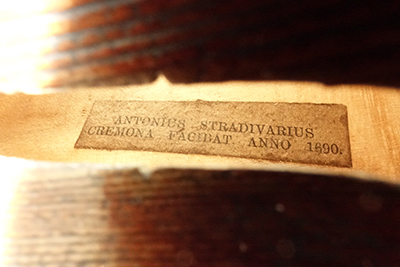 ANTONIUS STRADIVARIUS
CREMONA FACIBAT ANNO 1690.